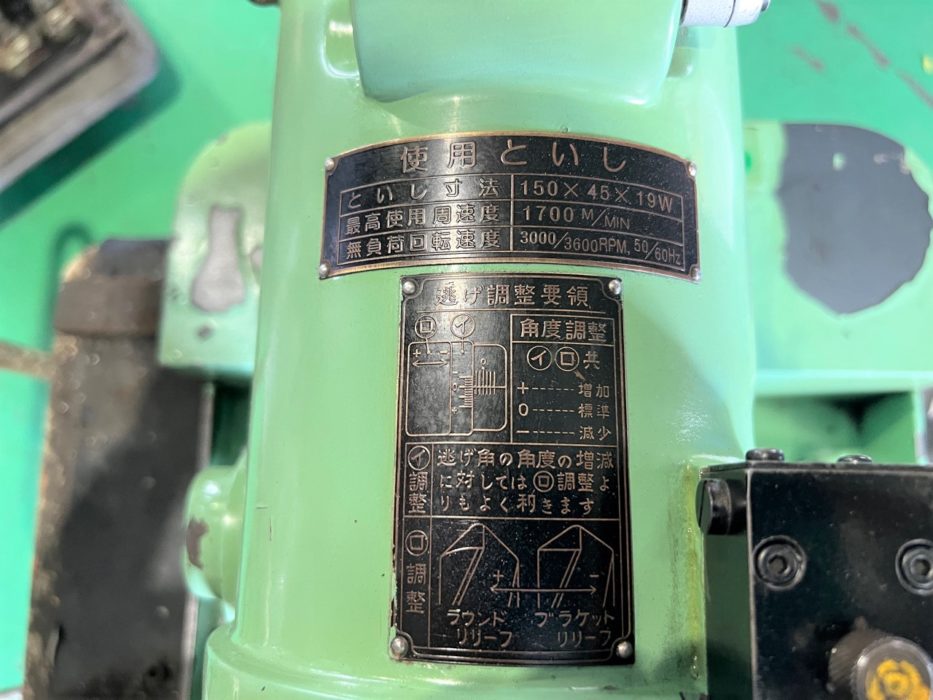 使用といし
といし寸法 150×45×19W
最高使用周速度 1700 M/MIN
無負荷回転速度 3000/3600RPM, 50/60Hz
逃げ調整要領
ロ イ
角度調整
イロ共
+------増加
0------標準
−------減少
+ 0 -
0
イ調整
逃げ角の角度の増減
に対しては ロ調整よ
りもよく利きます
ロ調整
+ -
ラウンドリリーフ
ブラケットリリーフ